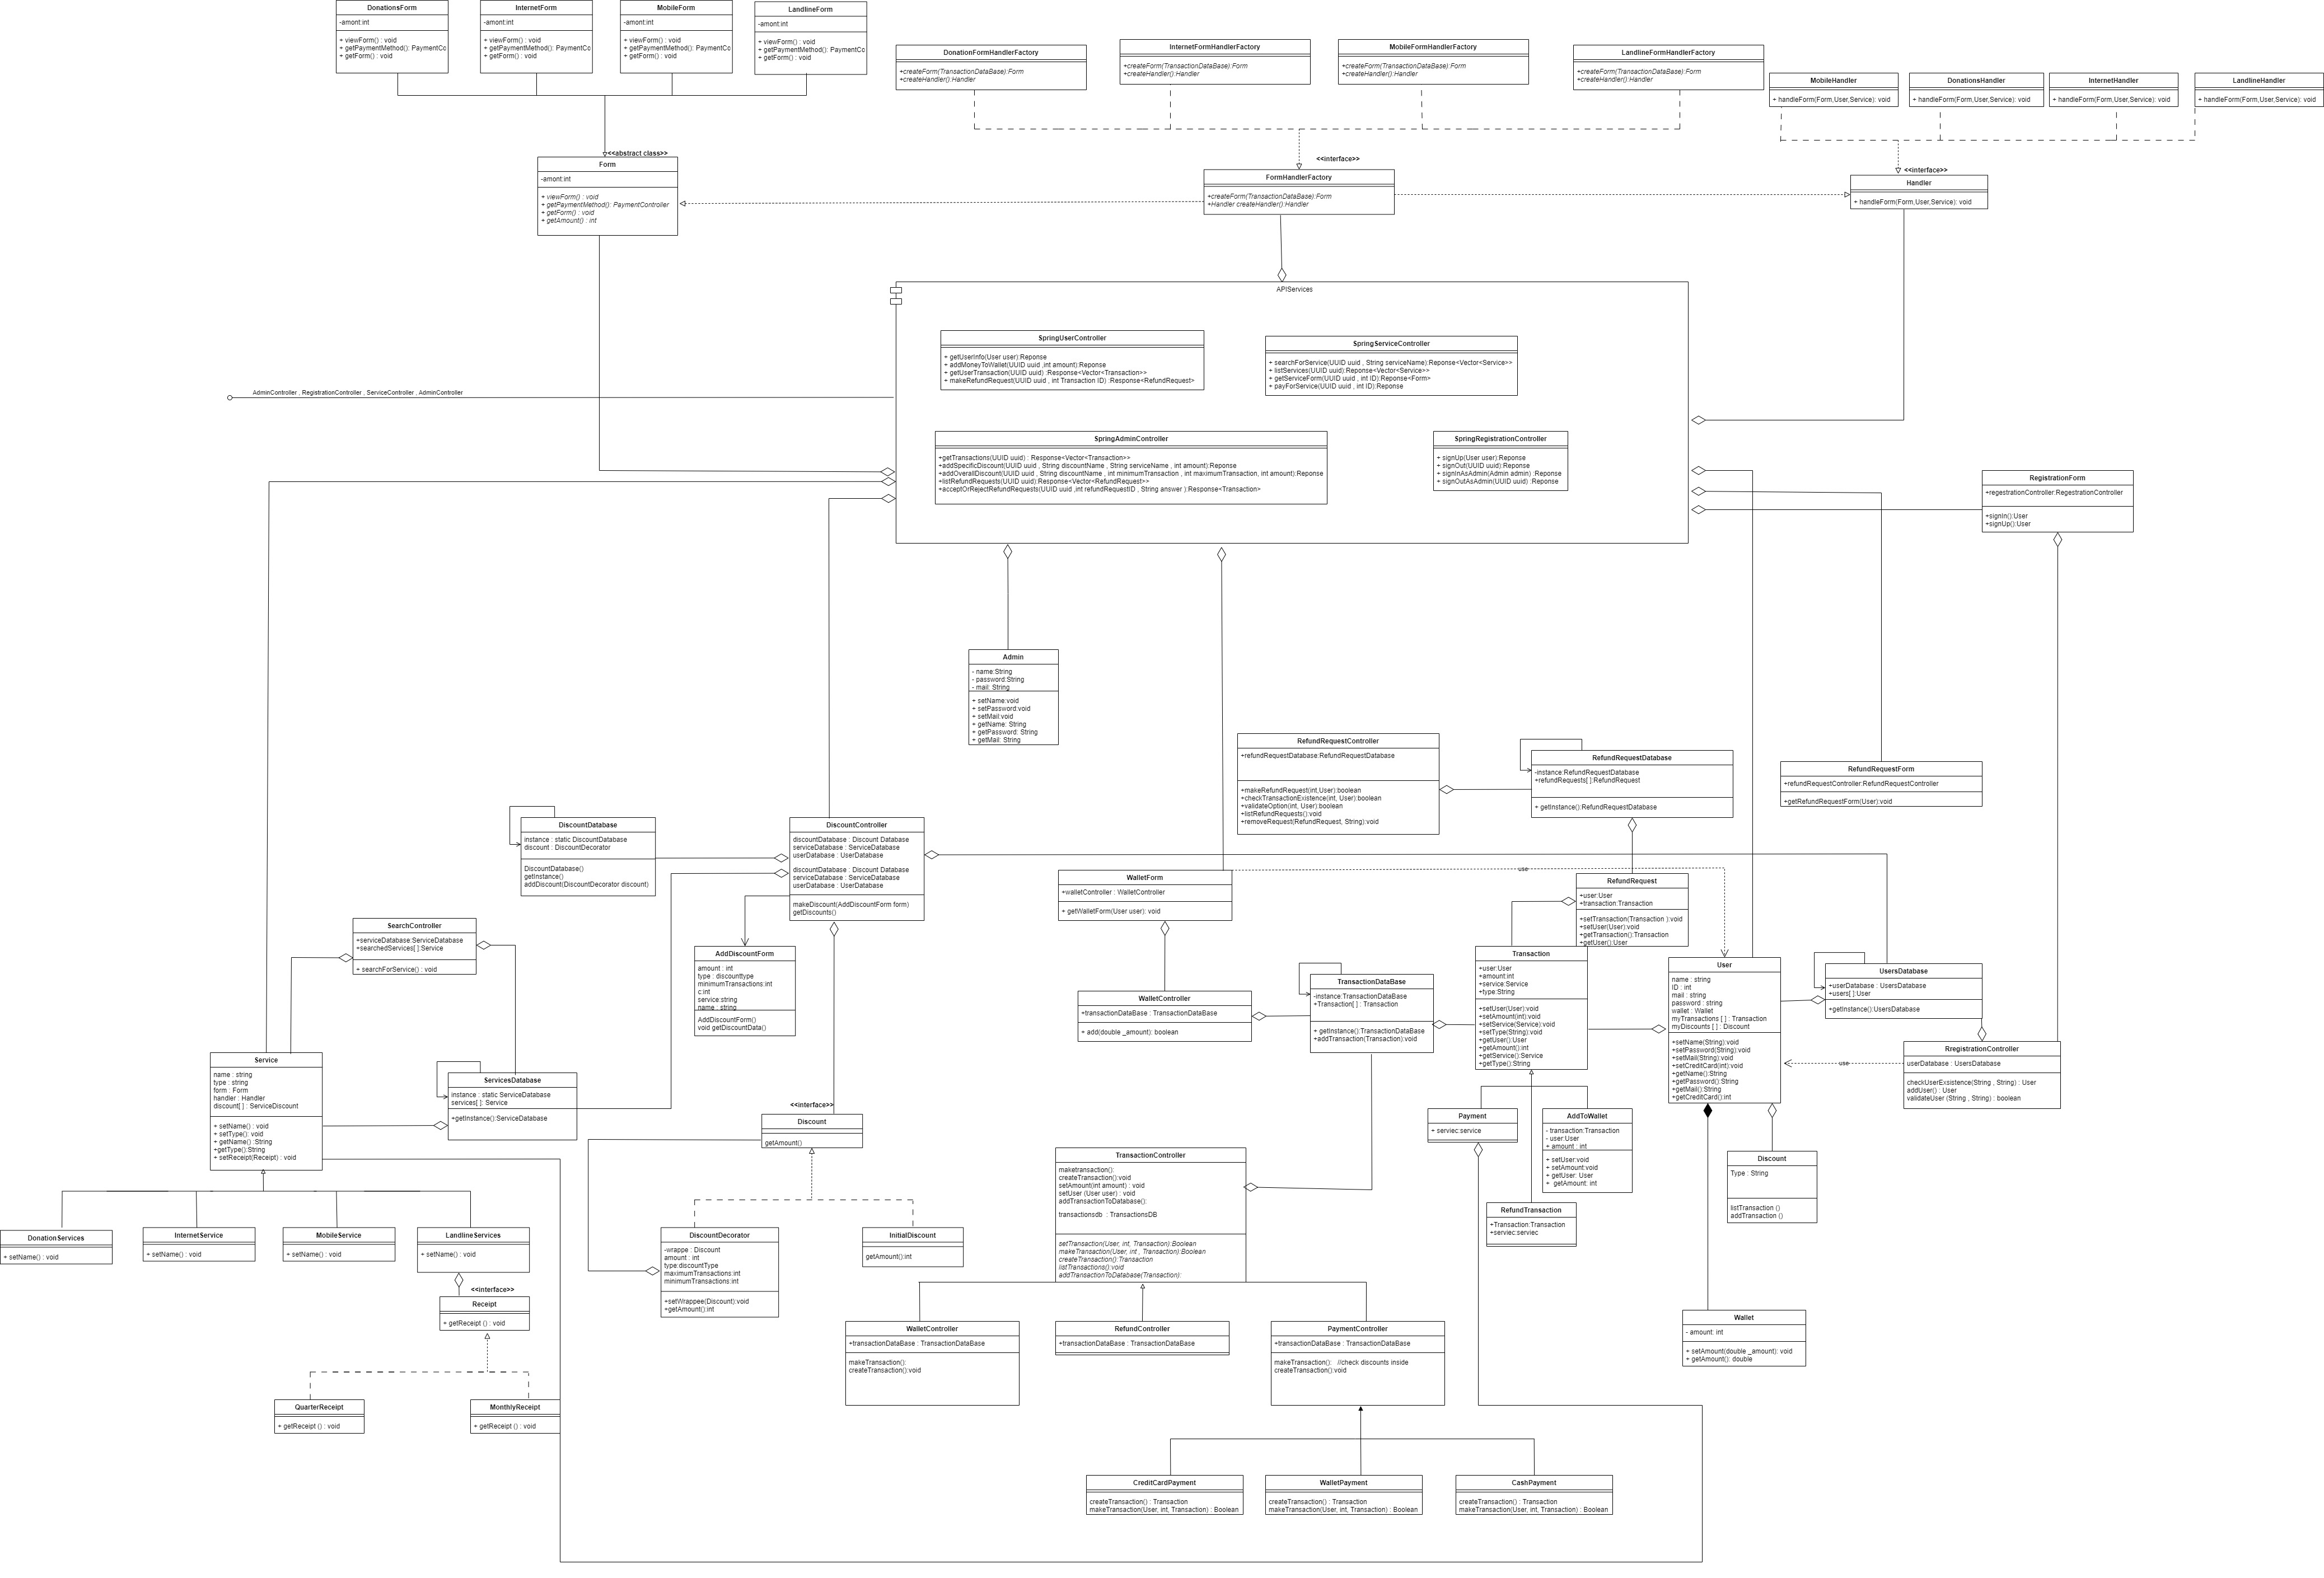 DonationsForm
-amont:int
+ viewForm() : void
+ getPaymentMethod(): PaymentCo
+ getForm() : void
InternetForm
-amont:int
+ viewForm() : void
+ getPaymentMethod(): PaymentCo
+ getForm() : void
MobileForm
-amont:int
+ viewForm() : void
+ getPaymentMethod(): PaymentCo
+ getForm() : void
LandlineForm
-amont:int
+ viewForm() : void
+ getPaymentMethod(): PaymentCo
+ getForm() : void
DonationFormHandlerFactory
+createForm(TransactionDataBase):Form
+createHandler():Handler
InternetFormHandlerFactory
+createForm(TransactionDataBase):Form
+createHandler():Handler
MobileFormHandlerFactory
+createForm(TransactionDataBase):Form
+createHandler():Handler
LandlineFormHandlerFactory
+createForm(TransactionDataBase):Form
+createHandler():Handler
MobileHandler
+ handleForm(Form,User,Service): void
DonationsHandler
+ handleForm(Form,User,Service): void
InternetHandler
+ handleForm(Form,User,Service): void
LandlineHandler
+ handleForm(Form,User,Service): void
<<abstract class>>
Form
-amont:int
+ viewForm() : void
+ getPaymentMethod(): PaymentController
+ getForm() : void
+ getAmount() : int
<<interface>>
FormHandlerFactory
+createForm(TransactionDataBase):Form
+Handler createHandler():Handler
<<interface>>
Handler
+ handleForm(Form,User,Service): void
APIServices
SpringUserController
+ getUserInfo(User user):Reponse
+ addMoneyToWallet(UUID uuid ,int amount):Reponse
+ getUserTransaction(UUID uuid) :Response<Vector<Transaction>>
+ makeRefundRequest(UUID uuid , int Transaction ID) :Response<RefundRequest>
SpringServiceController
+ searchForService(UUID uuid , String serviceName):Reponse<Vector<Service>>
+ listServices(UUID uuid):Reponse<Vector<Service>>
+ getServiceForm(UUID uuid , int ID):Reponse<Form>
+ payForService(UUID uuid , int ID):Reponse
AdminController , RegistrationController , ServiceController , AdminController
SpringAdminController
+getTransactions(UUID uuid) : Response<Vector<Transaction>>
+addSpecificDiscount(UUID uuid , String discountName , String serviceName , int amount):Reponse
+addOverallDiscount(UUID uuid , String discountName , int minimumTransaction , int maximumTransaction, int amount):Reponse
+listRefundRequests(UUID uuid):Response<Vector<RefundRequest>>
+acceptOrRejectRefundRequests(UUID uuid ,int refundRequestID , String answer ):Response<Transaction>
SpringRegistrationController
+ signUp(User user):Reponse
+ signOut(UUID uuid):Reponse
+ signInAsAdmin(Admin admin) :Reponse
+ signOutAsAdmin(UUID uuid) :Reponse
RegistrationForm
+regestrationController:RegestrationController
+signIn():User
+signUp():User
Admin
- name:String
- password:String
- mail: String
+ setName:void
+ setPassword:void
+ setMail:void
+ getName: String
+ getPassword: String
+ getMail: String
RefundRequestController
+refundRequestDatabase:RefundRequestDatabase
+makeRefundRequest(int,User):boolean
+checkTransactionExistence(int, User):boolean
+validateOption(int, User):boolean
+listRefundRequests():void
+removeRequest(RefundRequest, String):void
RefundRequestDatabase
-instance:RefundRequestDatabase
+refundRequests[ ]:RefundRequest
+ getInstance():RefundRequestDatabase
RefundRequestForm
+refundRequestController:RefundRequestController
+getRefundRequestForm(User):void
DiscountDatabase
instance : static DiscountDatabase
discount : DiscountDecorator
DiscountDatabase()
getInstance()
addDiscount(DiscountDecorator discount)
DiscountController
discountDatabase : Discount Database
serviceDatabase : ServiceDatabase
userDatabase : UserDatabase
discountDatabase : Discount Database
serviceDatabase : ServiceDatabase
userDatabase : UserDatabase
makeDiscount(AddDiscountForm form)
getDiscounts()
WalletForm
+walletController : WalletController
+ getWalletForm(User user): void
use
RefundRequest
+user:User
+transaction:Transaction
+setTransaction(Transaction ):void
+setUser(User):void
+getTransaction():Transaction
+getUser():User
SearchController
+serviceDatabase:ServiceDatabase
+searchedServices[ ]:Service
+ searchForService() : void
AddDiscountForm
amount : int
type : discounttype
minimumTransactions:int
c:int
service:string
name : string
AddDiscountForm()
void getDiscountData()
WalletController
+transactionDataBase : TransactionDataBase
+ add(double _amount): boolean
TransactionDataBase
-instance:TransactionDataBase
+Transaction[ ] : Transaction
+ getInstance():TransactionDataBase
+addTransaction(Transaction):void
Transaction
+user:User
+amount:int
+service:Service
+type:String
+setUser(User):void
+setAmount(int):void
+setService(Service):void
+setType(String):void
+getUser():User
+getAmount():int
+getService():Service
+getType():String
User
name : string
ID : int
mail : string
password : string
wallet : Wallet
myTransactions [ ] : Transaction
myDiscounts [ ] : Discount
+setName(String):void
+setPassword(String):void
+setMail(String):void
+setCreditCard(int):void
+getName():String
+getPassword():String
+getMail():String
+getCreditCard():int
UsersDatabase
+userDatabase : UsersDatabase
+users[ ]:User
+getInstance():UsersDatabase
use
RregistrationController
userDatabase : UsersDatabase
checkUserExsistence(String , String) : User
addUser() : User
validateUser (String , String) : boolean
Service
name : string
type : string
form : Form
handler : Handler
discount[ ] : ServiceDiscount
+ setName() : void
+ setType(): void
+ getName() :String
+getType():String
+ setReceipt(Receipt) : void
ServicesDatabase
instance : static ServiceDatabase
services[ ]: Service
+getInstance():ServiceDatabase
<<interface>>
Discount
getAmount()
Payment
+ serviec:service
AddToWallet
- transaction:Transaction
- user:User
+ amount : int
+ setUser:void
+ setAmount:void
+ getUser: User
+ getAmount: int
Discount
Type : String
listTransaction ()
addTransaction ()
TransactionController
maketransaction():
createTransaction():void
setAmount(int amount) : void
setUser (User user) : void
addTransactionToDatabase():
transactionsdb : TransactionsDB
setTransaction(User, int, Transaction):Boolean
makeTransaction(User, int , Transaction):Boolean
createTransaction():Transaction
listTransactions():void
addTransactionToDatabase(Transaction):
RefundTransaction
+Transaction:Transaction
+serviec:serviec
DonationServices
+ setName() : void
InternetService
+ setName() : void
MobileService
+ setName() : void
LandlineServices
+ setName() : void
DiscountDecorator
-wrappe : Discount
amount : int
type:discountType
maximumTransactions:int
minimumTransactions:int
+setWrappee(Discount):void
+getAmount():int
InitialDiscount
getAmount():int
<<interface>>
Receipt
+ getReceipt () : void
Wallet
- amount: int
+ setAmount(double _amount): void
+ getAmount(): double
WalletController
+transactionDataBase : TransactionDataBase
makeTransaction():
createTransaction():void
RefundController
+transactionDataBase : TransactionDataBase
PaymentController
+transactionDataBase : TransactionDataBase
makeTransaction(): //check discounts inside
createTransaction():void
QuarterReceipt
+ getReceipt () : void
MonthlyReceipt
+ getReceipt () : void
CreditCardPayment
createTransaction() : Transaction
makeTransaction(User, int, Transaction) : Boolean
WalletPayment
createTransaction() : Transaction
makeTransaction(User, int, Transaction) : Boolean
CashPayment
createTransaction() : Transaction
makeTransaction(User, int, Transaction) : Boolean